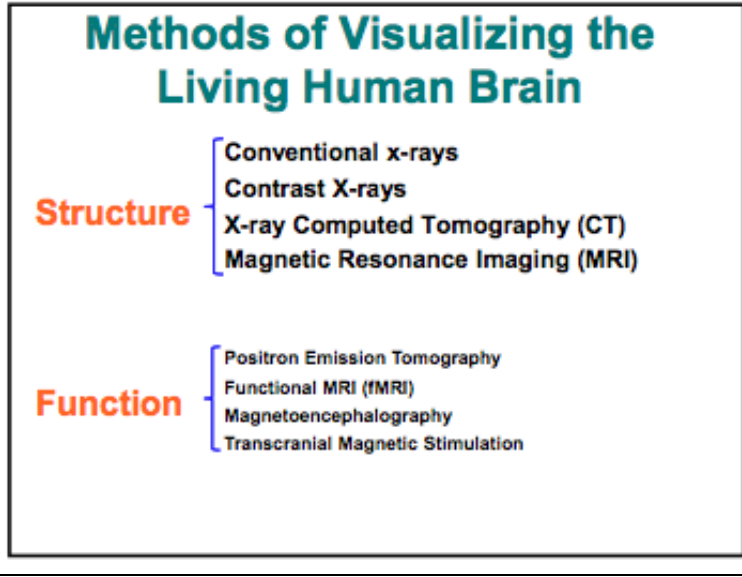 Methods of Visualizing the
Living Human Brain
Structure
Conventional x-rays
Contrast X-rays
X-ray Computed Tomography (CT)
Magnetic Resonance Imaging (MRI)
Function
Positron Emission Tomography
Functional MRI (fMRI)
Magnetoencephalography
Transcranial Magnetic Stimulation